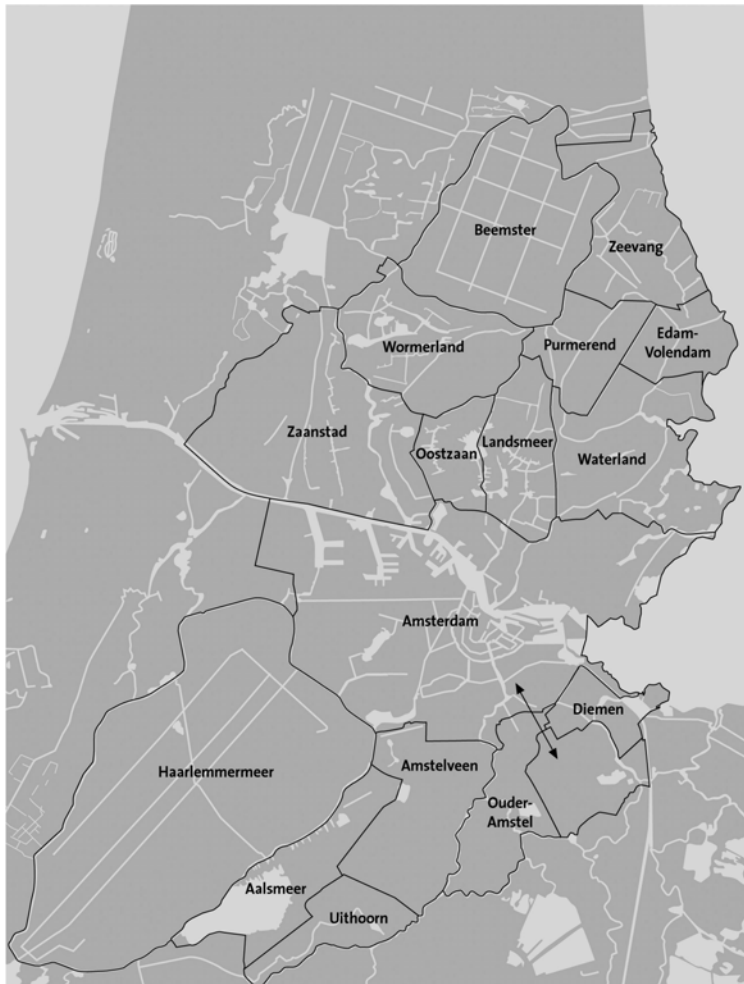 Beemster
Zeevang
Wormerland
Purmerend
Edam-
Volendam
Zaanstad
Oostzaan
Landsmeer
Waterland
Amsterdam
Diemen
Haarlemmermeer
Amstelveen
Ouder-
Amstel
Aalsmeer
Uithoorn